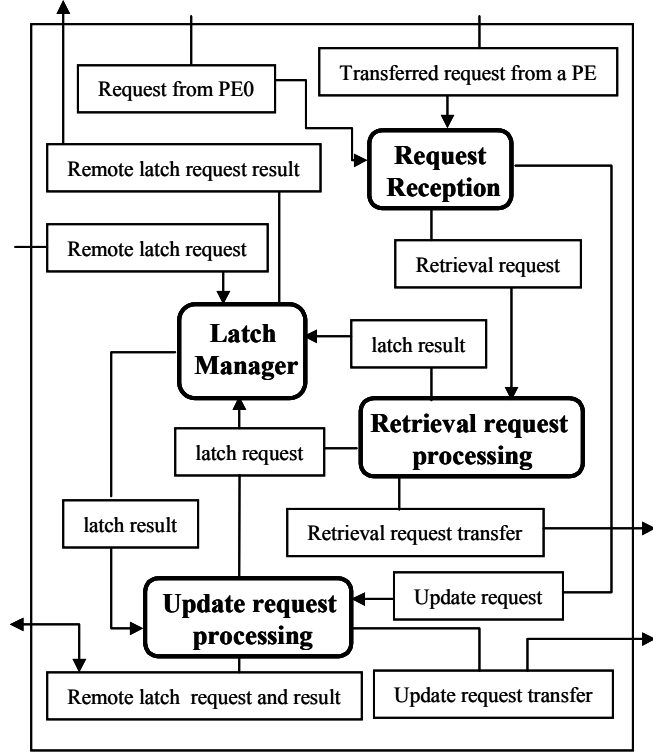 Request from PE0
Transferred request from a PE
Request
Reception
Remote latch request result
Remote latch request
Retrieval request
Latch
Manager
latch result
Retrieval request
processing
latch request
latch result
Retrieval request transfer
Update request
processing
Update request
Remote latch request and result
Update request transfer